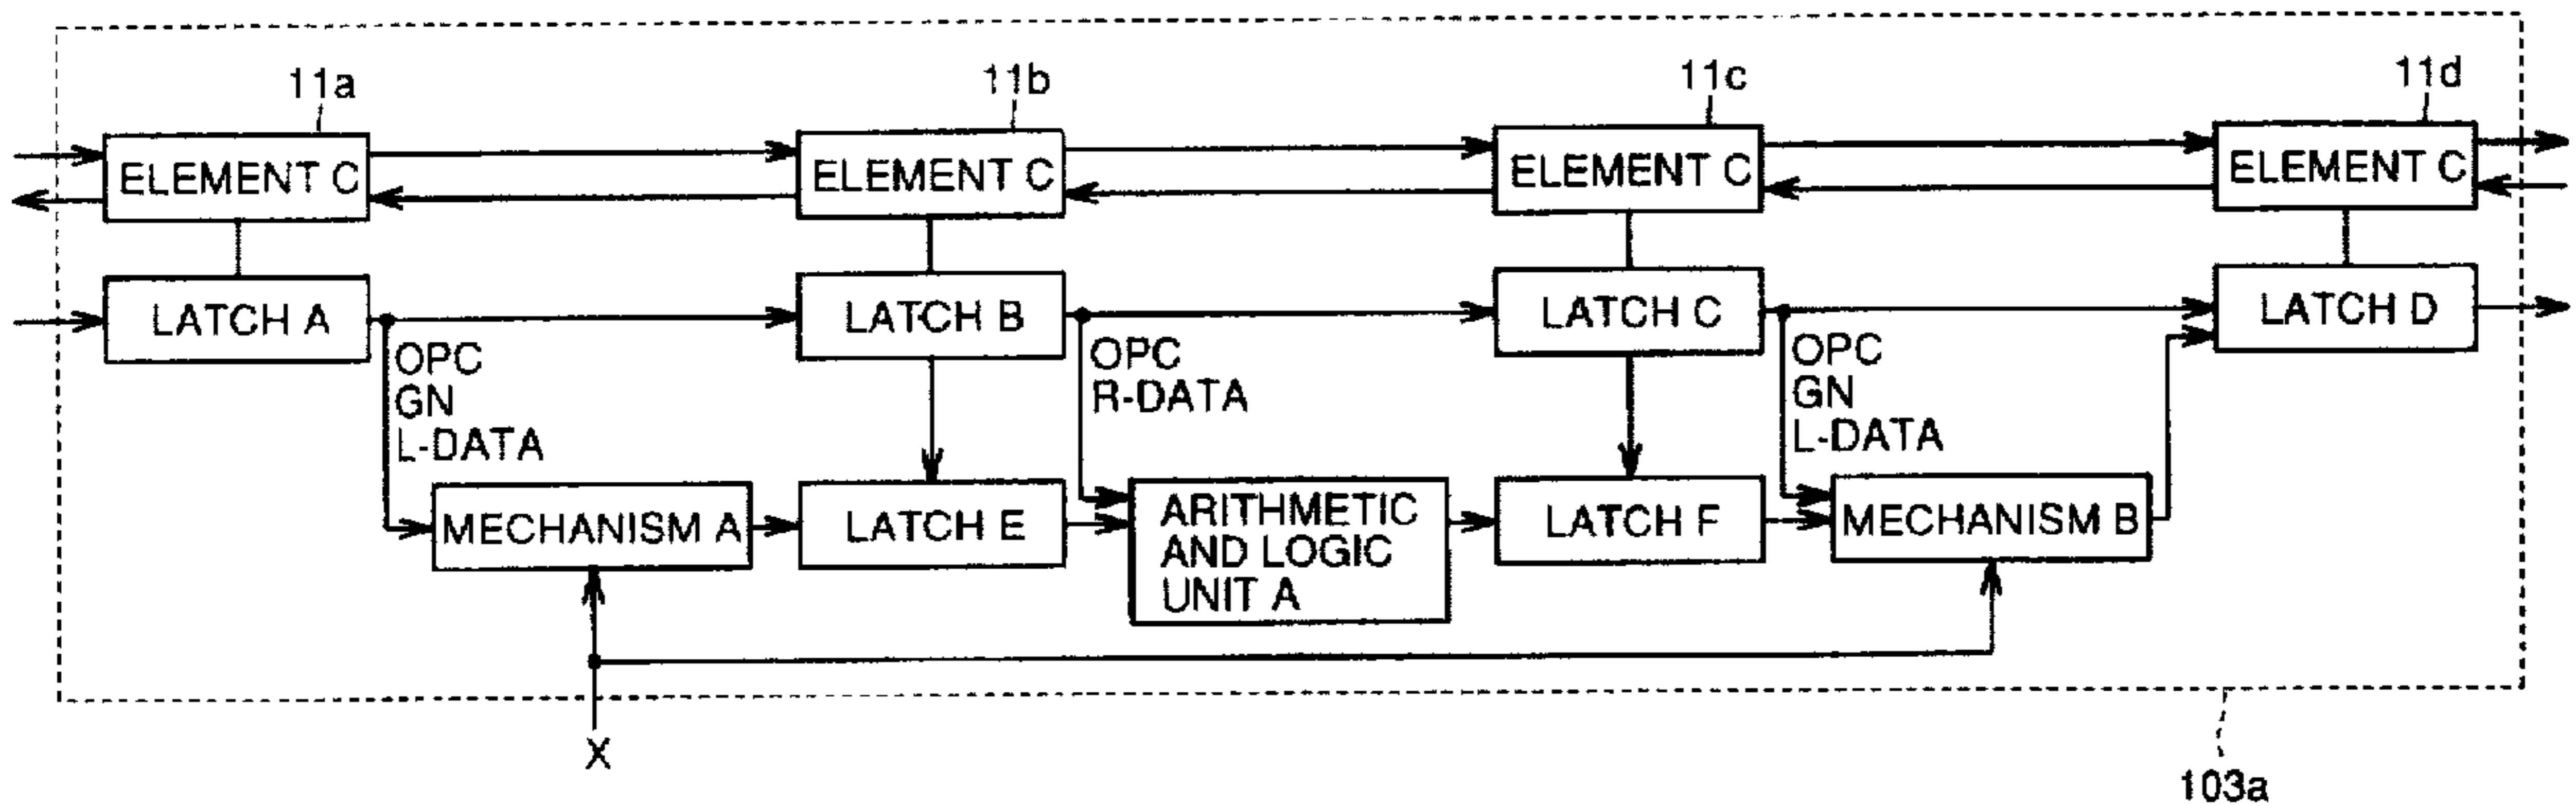 11a
11b
11c
11d
ELEMENT C
ELEMENT C
ELEMENT C
ELEMENT C
LATCH A
LATCH B
LATCH C
LATCH D
OPC
GN
L-DATA
OPC
R-DATA
OPC
GN
L-DATA
MECHANISM A
LATCH E
ARITHMETIC
AND LOGIC
UNIT A
LATCH F
MECHANISM B
X
103a